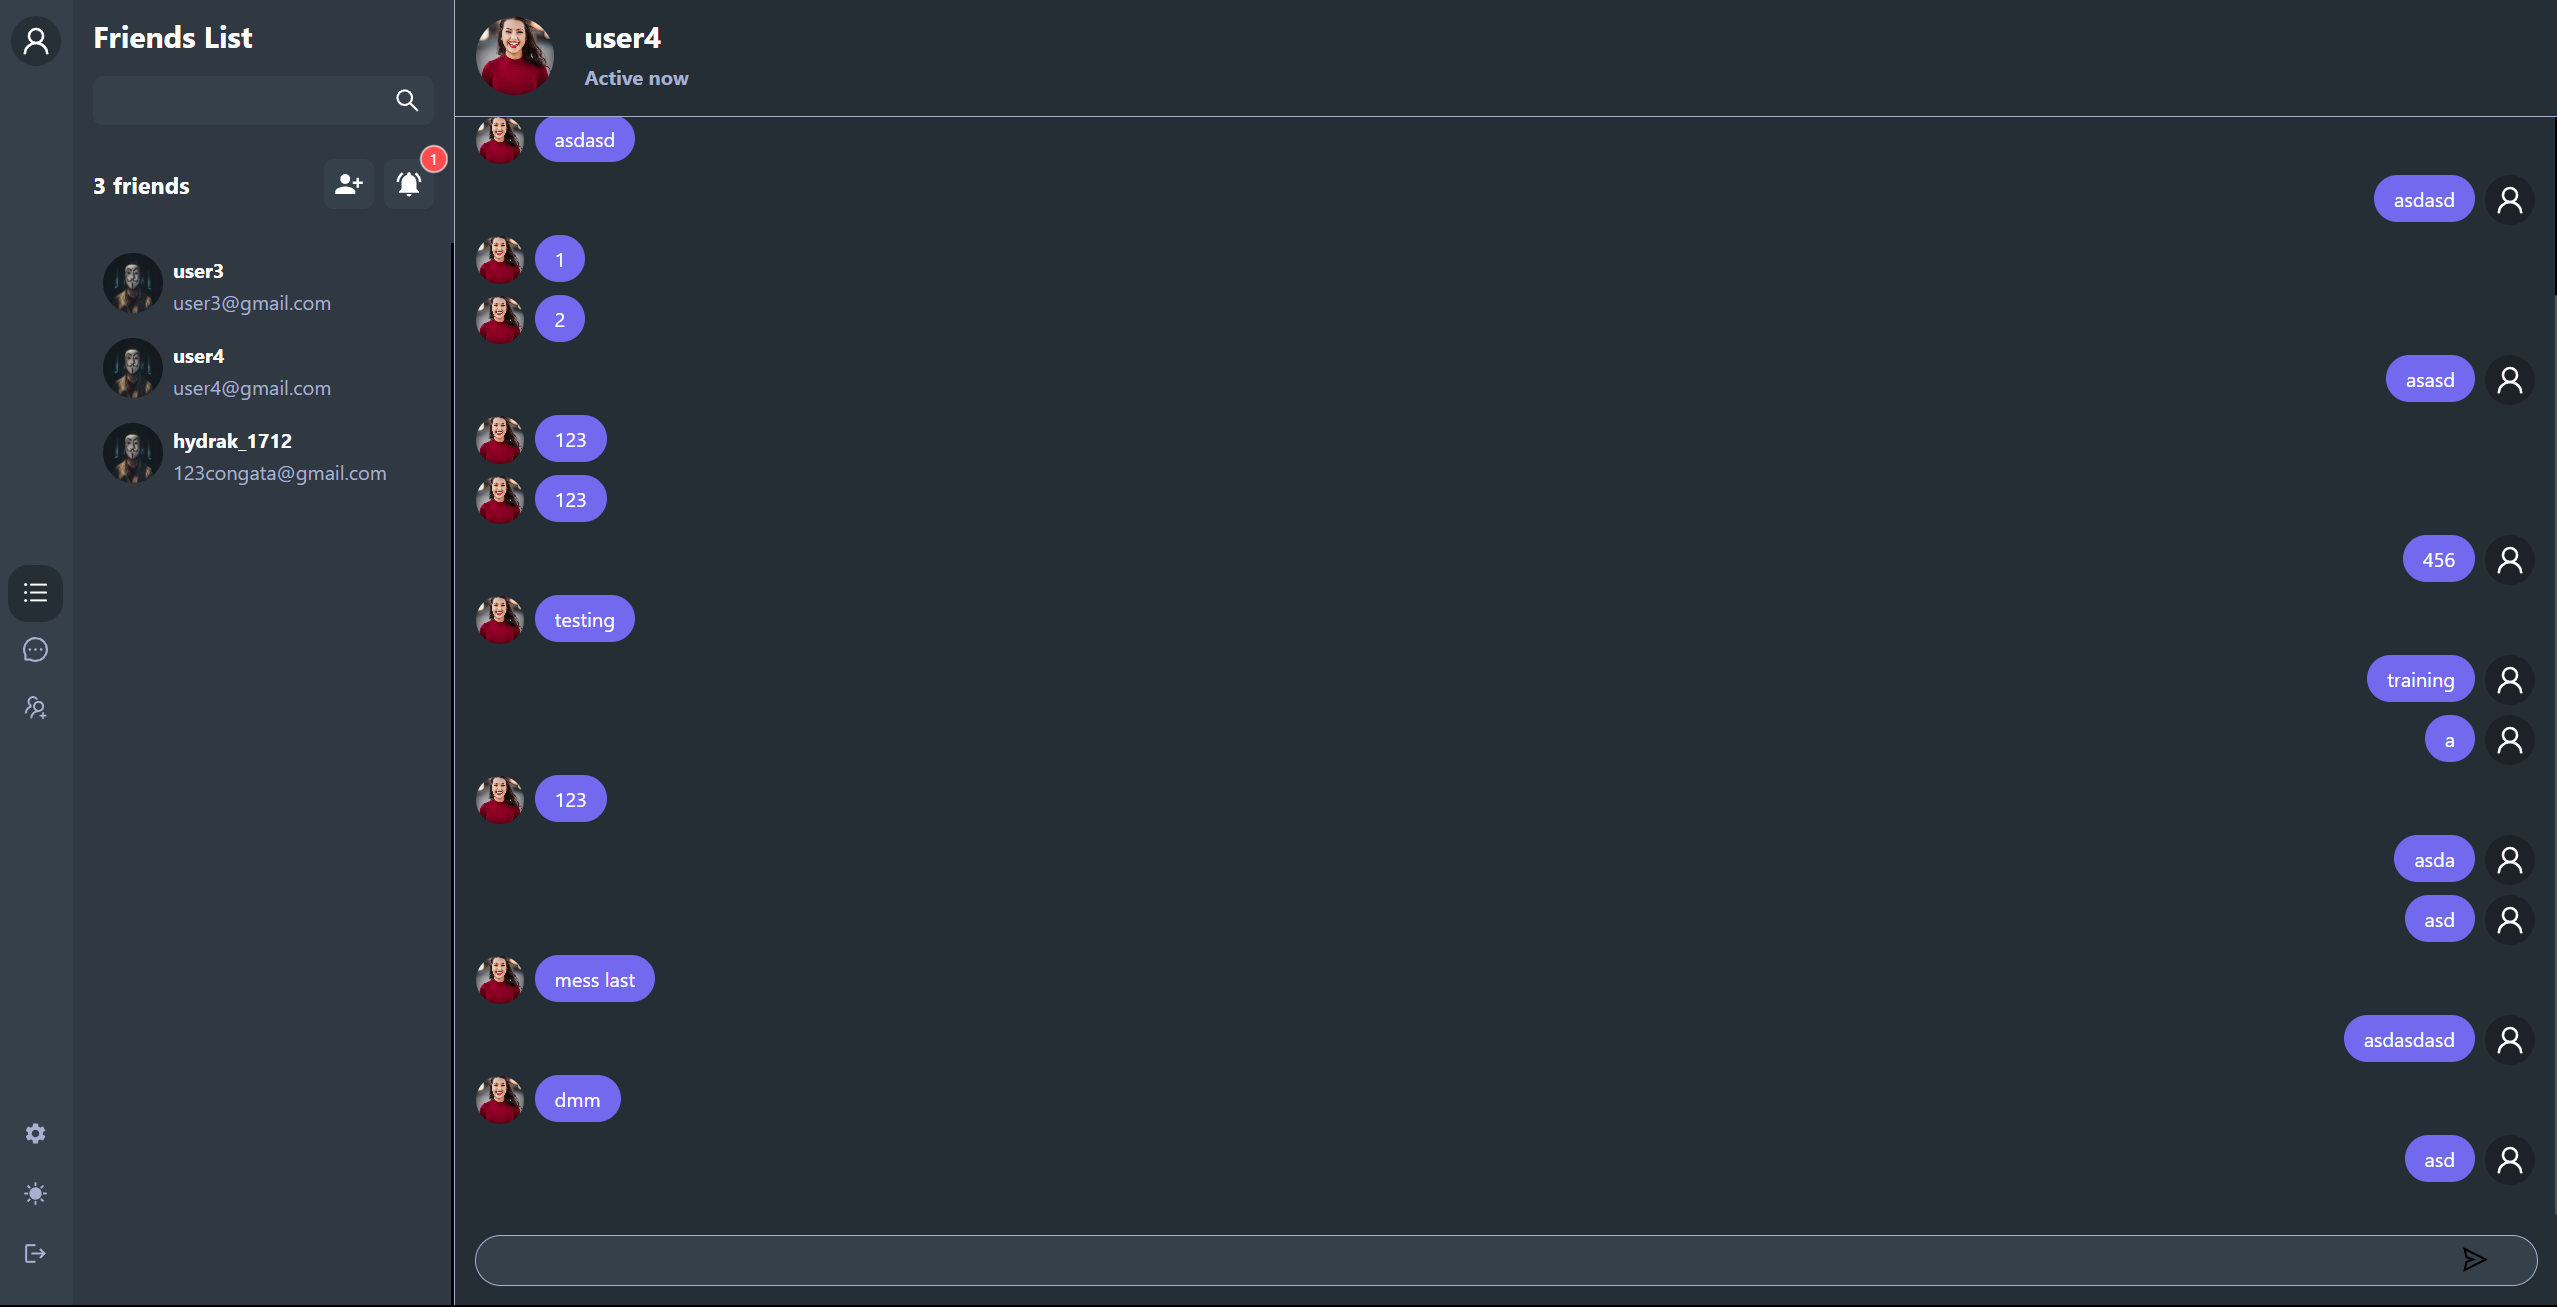 Friends List
1
3 friends
user3
user3@gmail.com
user4
user4@gmail.com
hydrak_1712
123congata@gmail.com
user4
Active now
asdasd
asdasd
1
2
asasd
123
123
456
testing
training
a
123
asda
asd
mess last
asdasdasd
dmm
asd